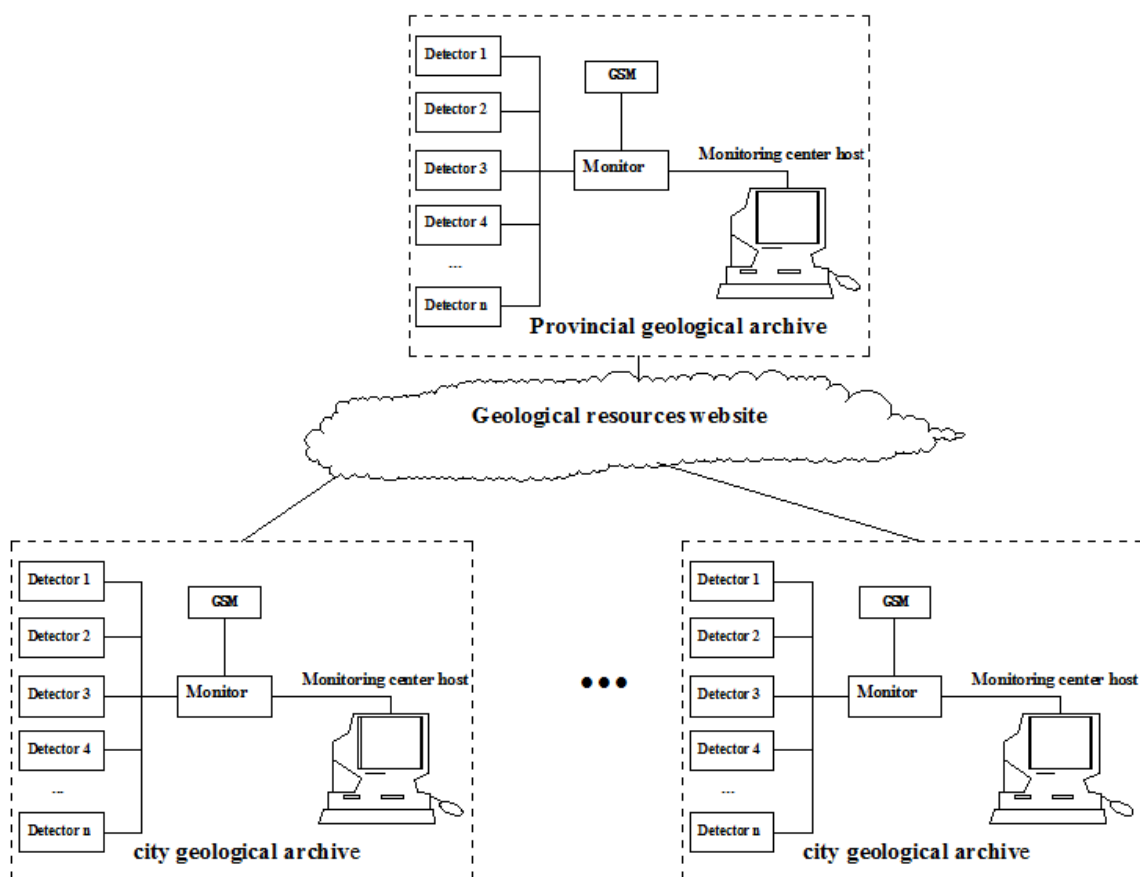 Detector 1
GSM
Detector 2
Monitoring center host
Detector 3
Monitor
Detector 4
...
Detector n
Provincial geological archive
Geological resources website
Detector 1
GSM
Detector 2
Monitoring center host
Detector 3
Monitor
Detector 4
...
Detector n
city geological archive
•••
Detector 1
GSM
Detector 2
Monitoring center host
Detector 3
Monitor
Detector 4
...
Detector n
city geological archive